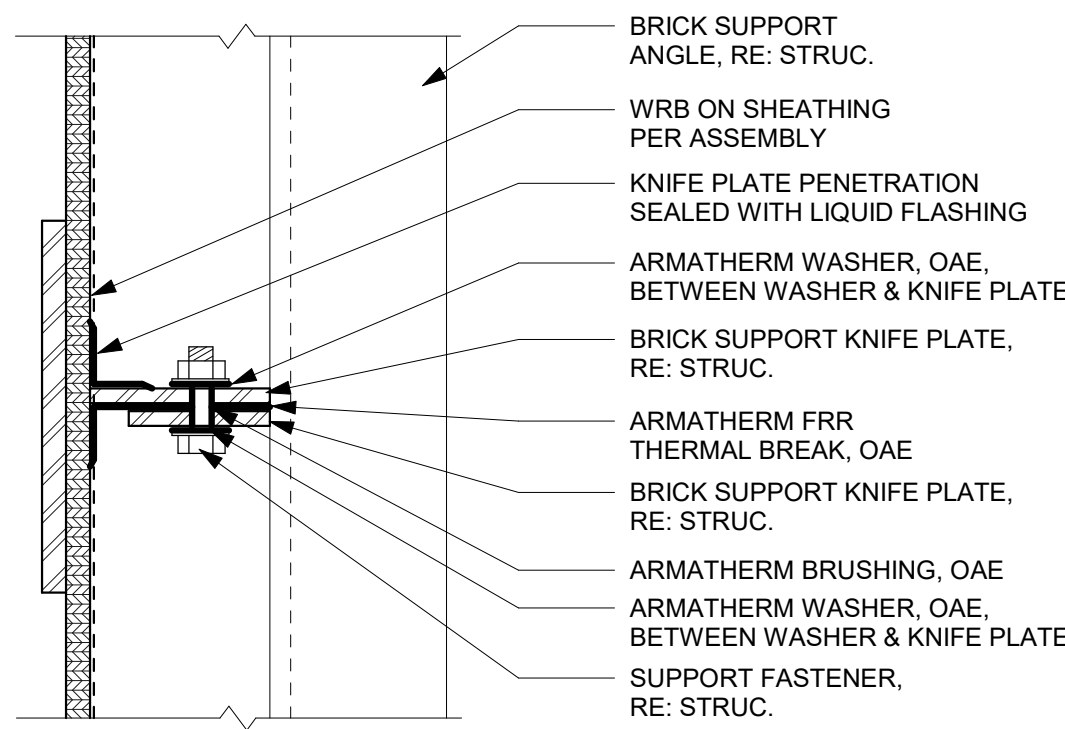 BRICK SUPPORT
ANGLE, RE: STRUC.
WRB ON SHEATHING
PER ASSEMBLY
KNIFE PLATE PENETRATION
SEALED WITH LIQUID FLASHING
ARMATHERM WASHER, OAE,
BETWEEN WASHER & KNIFE PLATE
BRICK SUPPORT KNIFE PLATE,
RE: STRUC.
ARMATHERM FRR
THERMAL BREAK, OAE
BRICK SUPPORT KNIFE PLATE,
RE: STRUC.
ARMATHERM BRUSHING, OAE
ARMATHERM WASHER, OAE,
BETWEEN WASHER & KNIFE PLATE
SUPPORT FASTENER,
RE: STRUC.